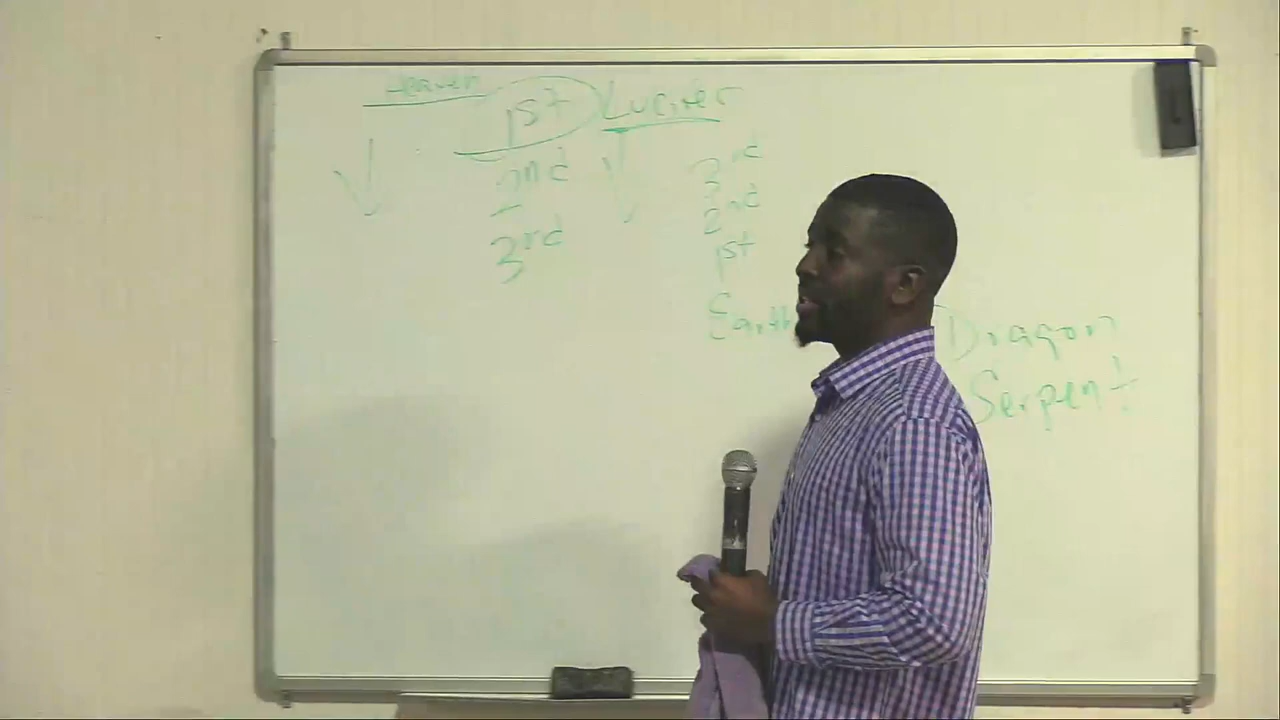 Heaven 1st Lucifer
2nd 3rd
3rd 2nd
1st
Earth Dragon
Serpent